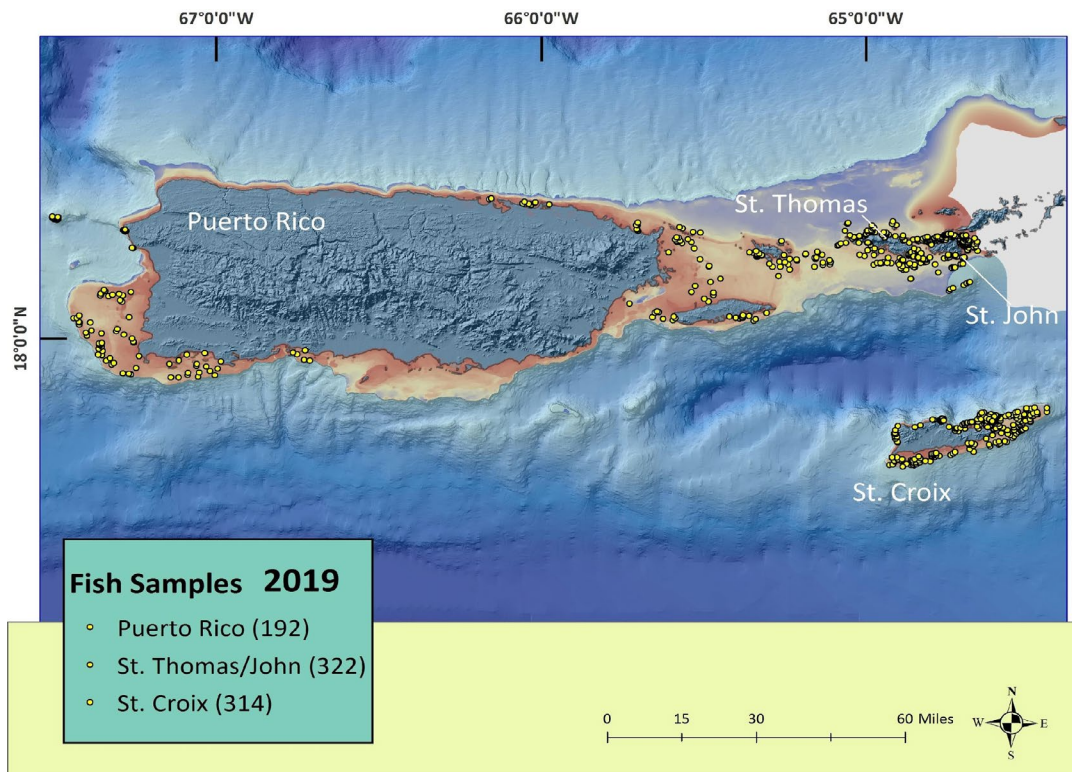 67°0'0"W 66°0'0"W 65°0'0"W
Puerto Rico
St. Thomas
St. John
18°0'0"N
St. Croix
Fish Samples 2019
Puerto Rico (192)
St. Thomas/John (322)
St. Croix (314)
0 15 30 60 Miles
N
W E
S